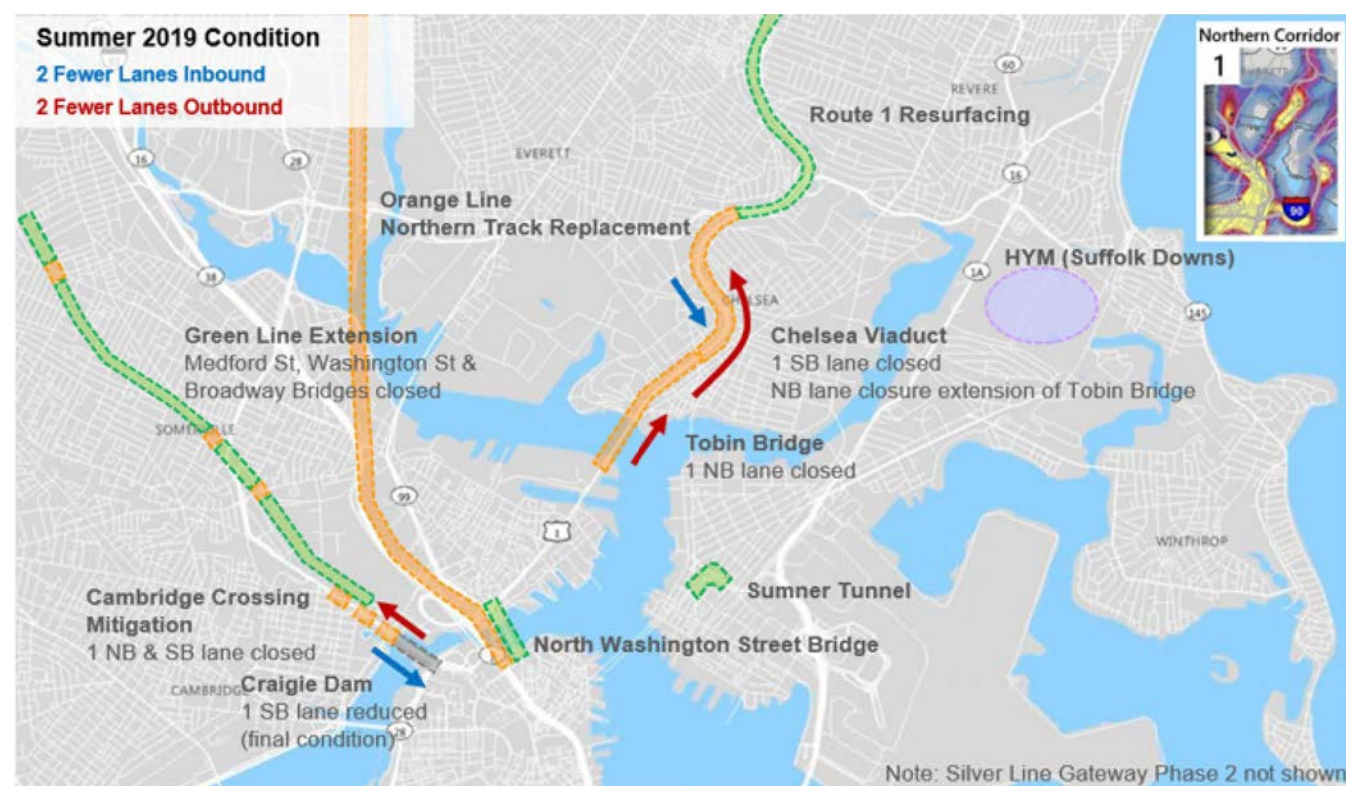 Summer 2019 Condition
2 Fewer Lanes Inbound
2 Fewer Lanes Outbound
Northern Corridor
1
EVERETT
90
60
REVERE
Route 1 Resurfacing
16
28
EVERETT
16
Orange Line
Northern Track Replacement
HYM (Suffolk Downs)
38
1A
CHELSEA
145
Green Line Extension
Medford St, Washington St &
Broadway Bridges closed
Chelsea Viaduct
1 SB lane closed
NB lane closure extension of Tobin Bridge
SOMERVILLE
Tobin Bridge
1 NB lane closed
99
1
WINTHROP
Sumner Tunnel
Cambridge Crossing
Mitigation
1 NB & SB lane closed
North Washington Street Bridge
CAMBRIDGE
Craigie Dam
1 SB lane reduced
(final condition)
28
Note: Silver Line Gateway Phase 2 not shown